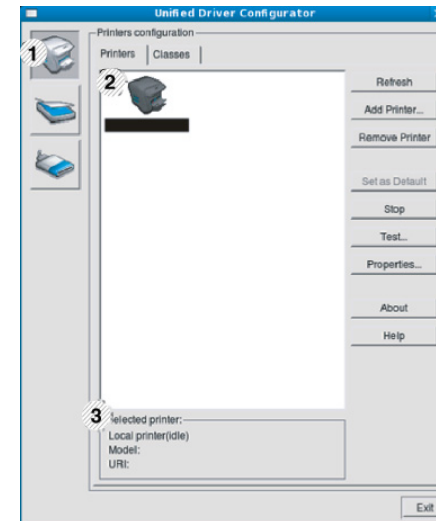 Unified Driver Configurator
1
Printers configuration
Printers
Classes
2
Refresh
Add Printer...
Remove Printer
Set as Default
Stop
Test...
Properties...
About
Help
3
Selected printer:
Local printer(idle)
Model:
URI:
Exit